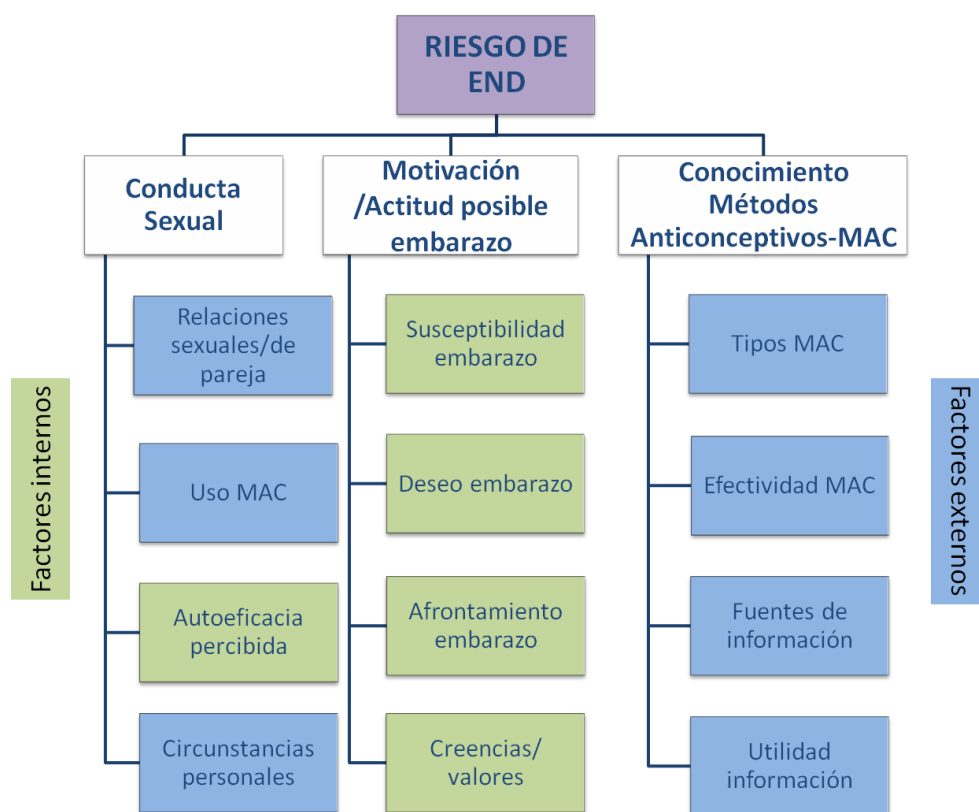 RIESGO DE
END
Conducta
Sexual
Motivación
/Actitud posible
embarazo
Conocimiento
Métodos
Anticonceptivos-MAC
Relaciones
sexuales/de
pareja
Uso MAC
Autoeficacia
percibida
Circunstancias
personales
Susceptibilidad
embarazo
Deseo embarazo
Afrontamiento
embarazo
Creencias/
valores
Tipos MAC
Efectividad MAC
Fuentes de
información
Utilidad
información
Factores internos
Factores externos